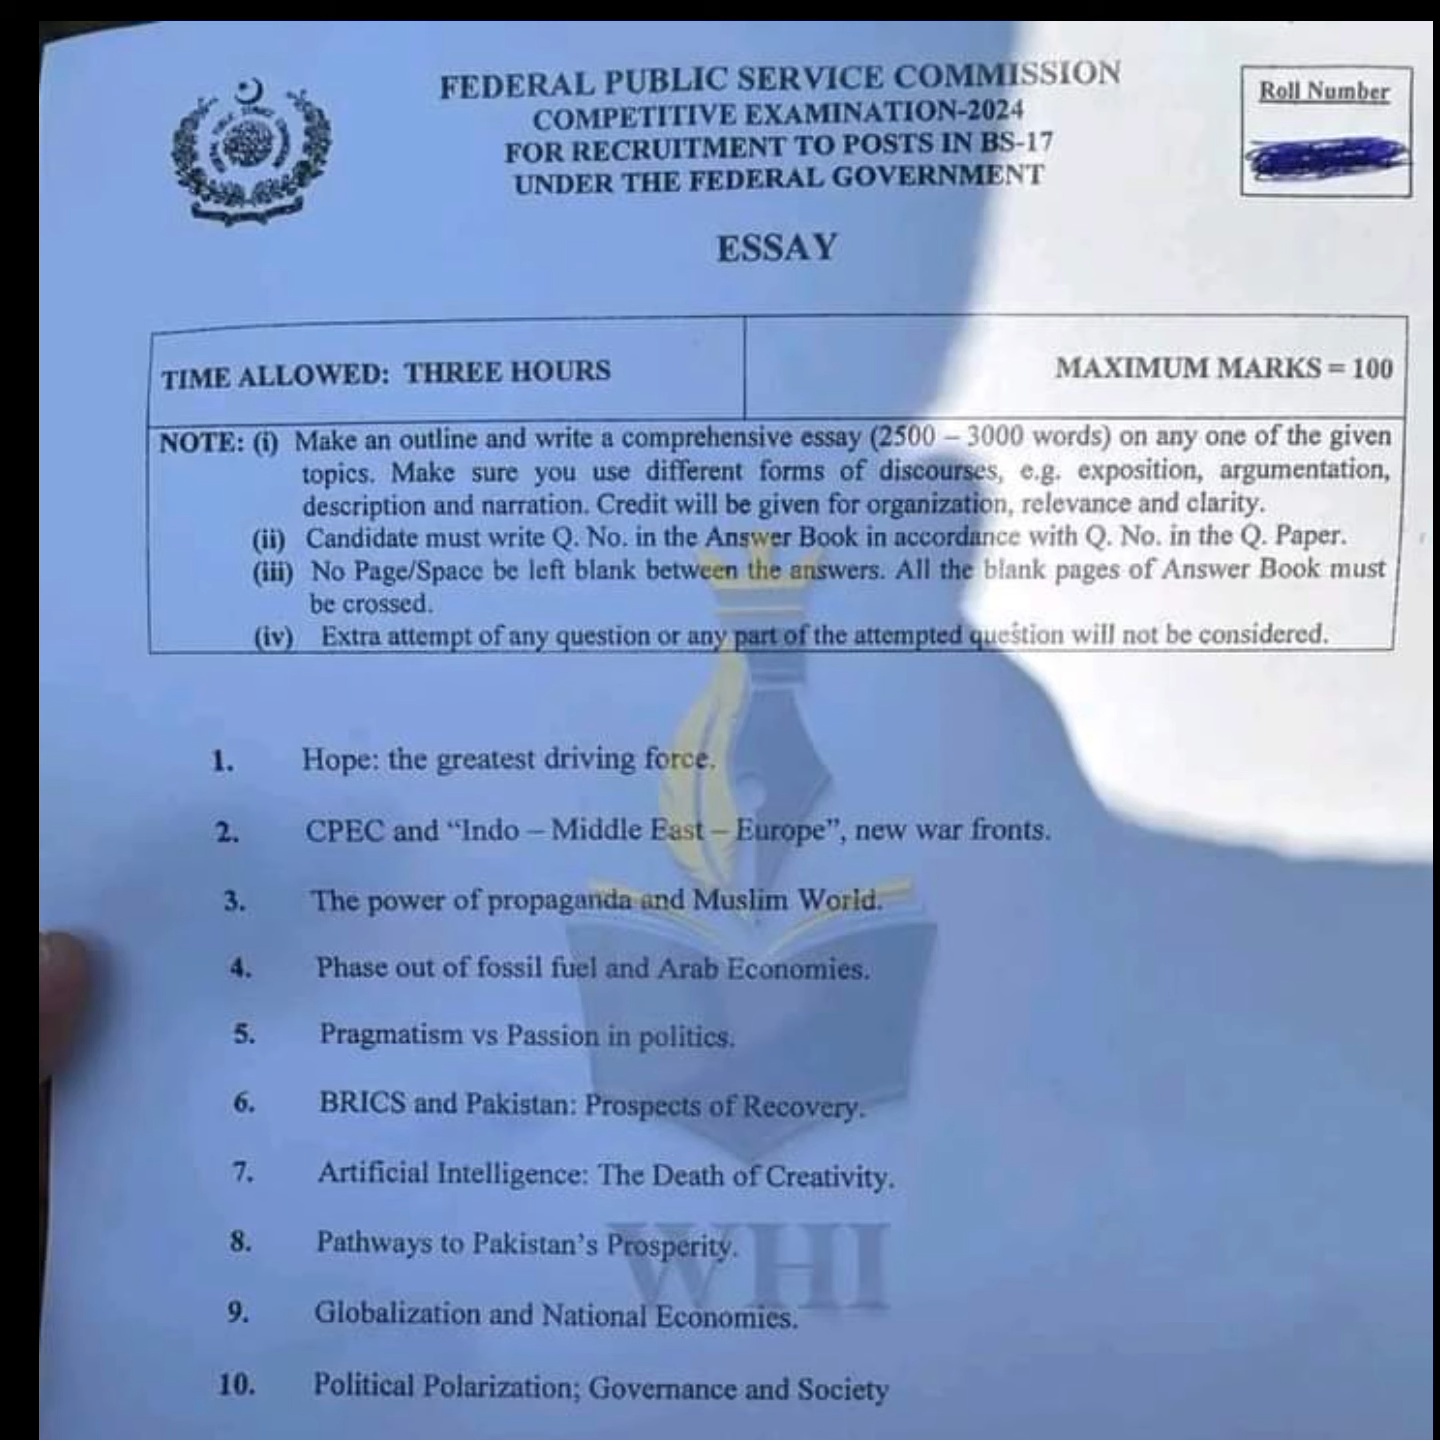 FEDERAL PUBLIC SERVICE COMMISSION
COMPETITIVE EXAMINATION-2024
FOR RECRUITMENT TO POSTS IN BS-17
UNDER THE FEDERAL GOVERNMENT
Roll Number
ESSAY
TIME ALLOWED: THREE HOURS
MAXIMUM MARKS = 100
NOTE: (i) Make an outline and write a comprehensive essay (2500 – 3000 words) on any one of the given
topics. Make sure you use different forms of discourses, e.g. exposition, argumentation,
description and narration. Credit will be given for organization, relevance and clarity.
(ii) Candidate must write Q. No. in the Answer Book in accordance with Q. No. in the Q. Paper.
(iii) No Page/Space be left blank between the answers. All the blank pages of Answer Book must
be crossed.
(iv) Extra attempt of any question or any part of the attempted question will not be considered.
1. Hope: the greatest driving force.
2. CPEC and “Indo – Middle East – Europe”, new war fronts.
3. The power of propaganda and Muslim World.
4. Phase out of fossil fuel and Arab Economies.
5. Pragmatism vs Passion in politics.
6. BRICS and Pakistan: Prospects of Recovery.
7. Artificial Intelligence: The Death of Creativity.
8. Pathways to Pakistan’s Prosperity.
WHI
9. Globalization and National Economies.
10. Political Polarization; Governance and Society